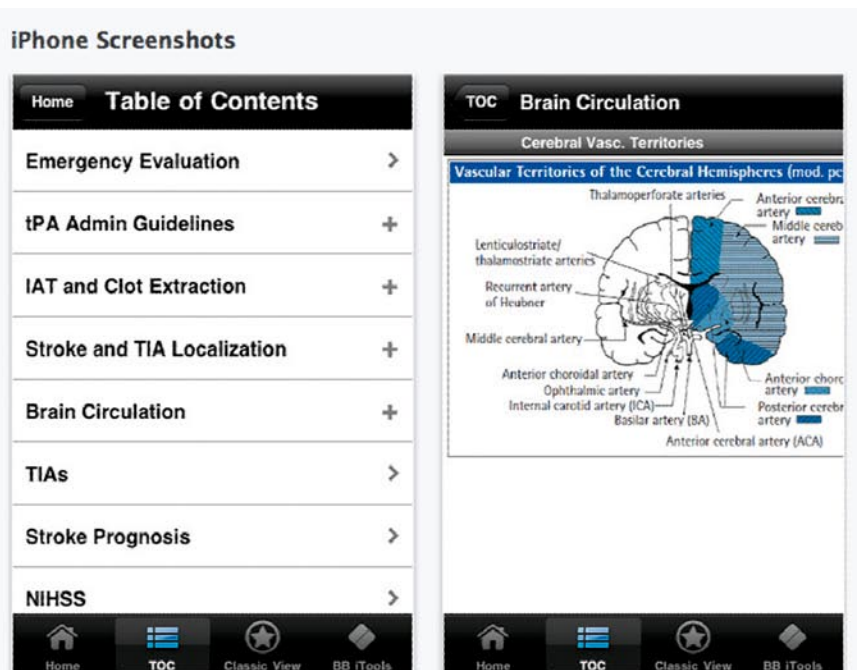 iPhone Screenshots
Home Table of Contents
Emergency Evaluation
tPA Admin Guidelines
IAT and Clot Extraction
Stroke and TIA Localization
Brain Circulation
TIAs
Stroke Prognosis
NIHSS
Home TOC Classic View BB iTools
TOC Brain Circulation
Cerebral Vasc. Territories
Vascular Territories of the Cerebral Hemispheres (mod. pe
Thalamoperforate arteries
Anterior cerebra
artery
Middle cereb
artery
Lenticulostriate/
thalamostriate arteries
Recurrent artery
of Heubner
Middle cerebral artery
Anterior choroidal artery
Ophthalmic artery
Internal carotid artery (ICA)
Basilar artery (BA)
Anterior cerebral artery (ACA)
Anterior choro
artery
Posterior cerebr
artery
Home TOC Classic View BB iTools